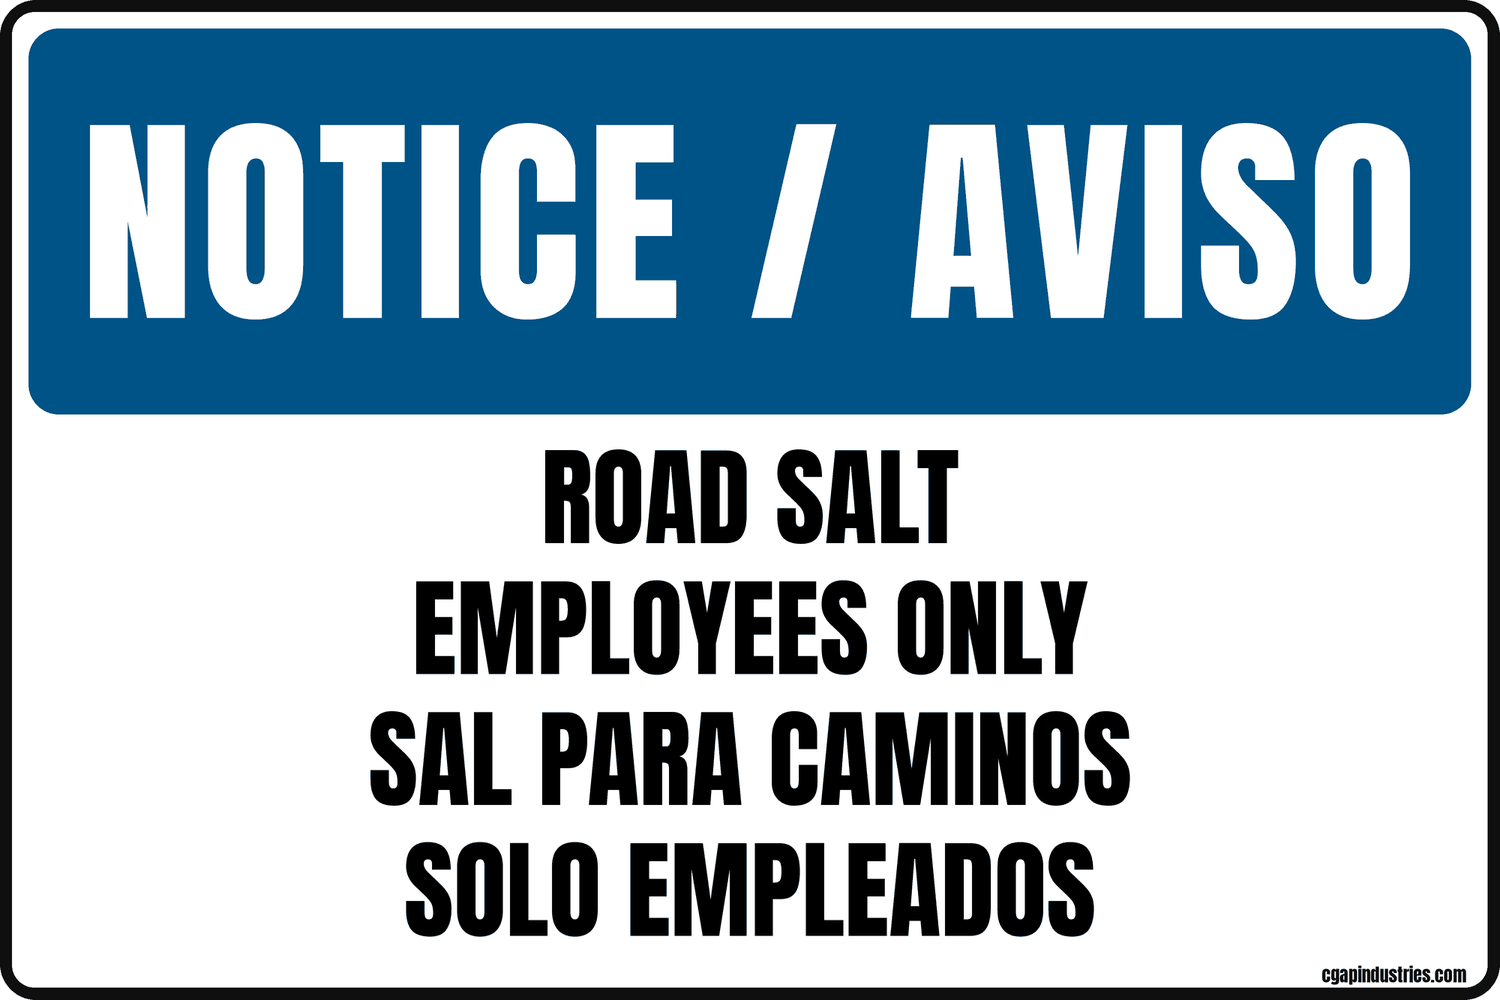 NOTICE / AVISO
ROAD SALT
EMPLOYEES ONLY
SAL PARA CAMINOS
SOLO EMPLEADOS
cgapindustries.com